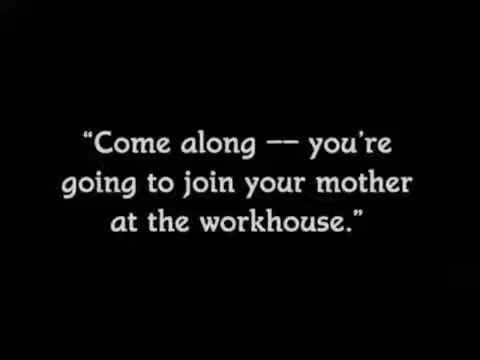 “Come along –– you’re
going to join your mother
at the workhouse.”